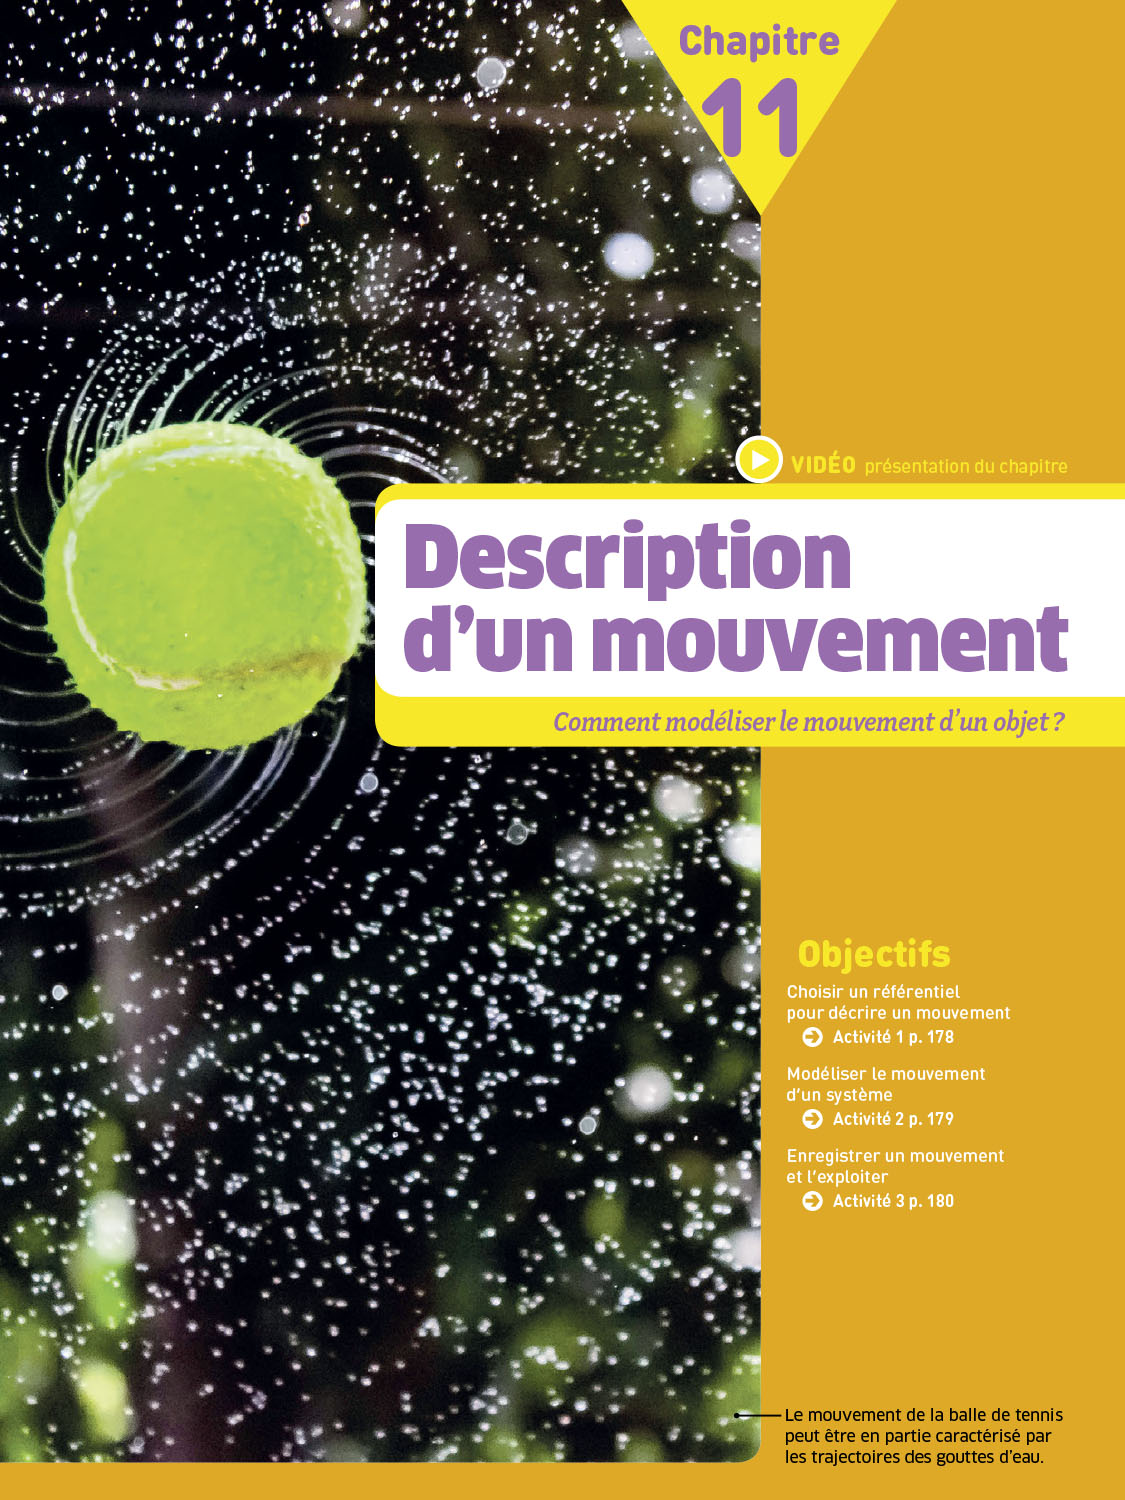 Chapitre
11
VIDÉO présentation du chapitre
Description
d'un mouvement
Comment modéliser le mouvement d'un objet ?
Objectifs
Choisir un référentiel
pour décrire un mouvement
Activité 1 p. 178
Modéliser le mouvement
d'un système
Activité 2 p. 179
Enregistrer un mouvement
et l'exploiter
Activité 3 p. 180
Le mouvement de la balle de tennis
peut être en partie caractérisé par
les trajectoires des gouttes d'eau.